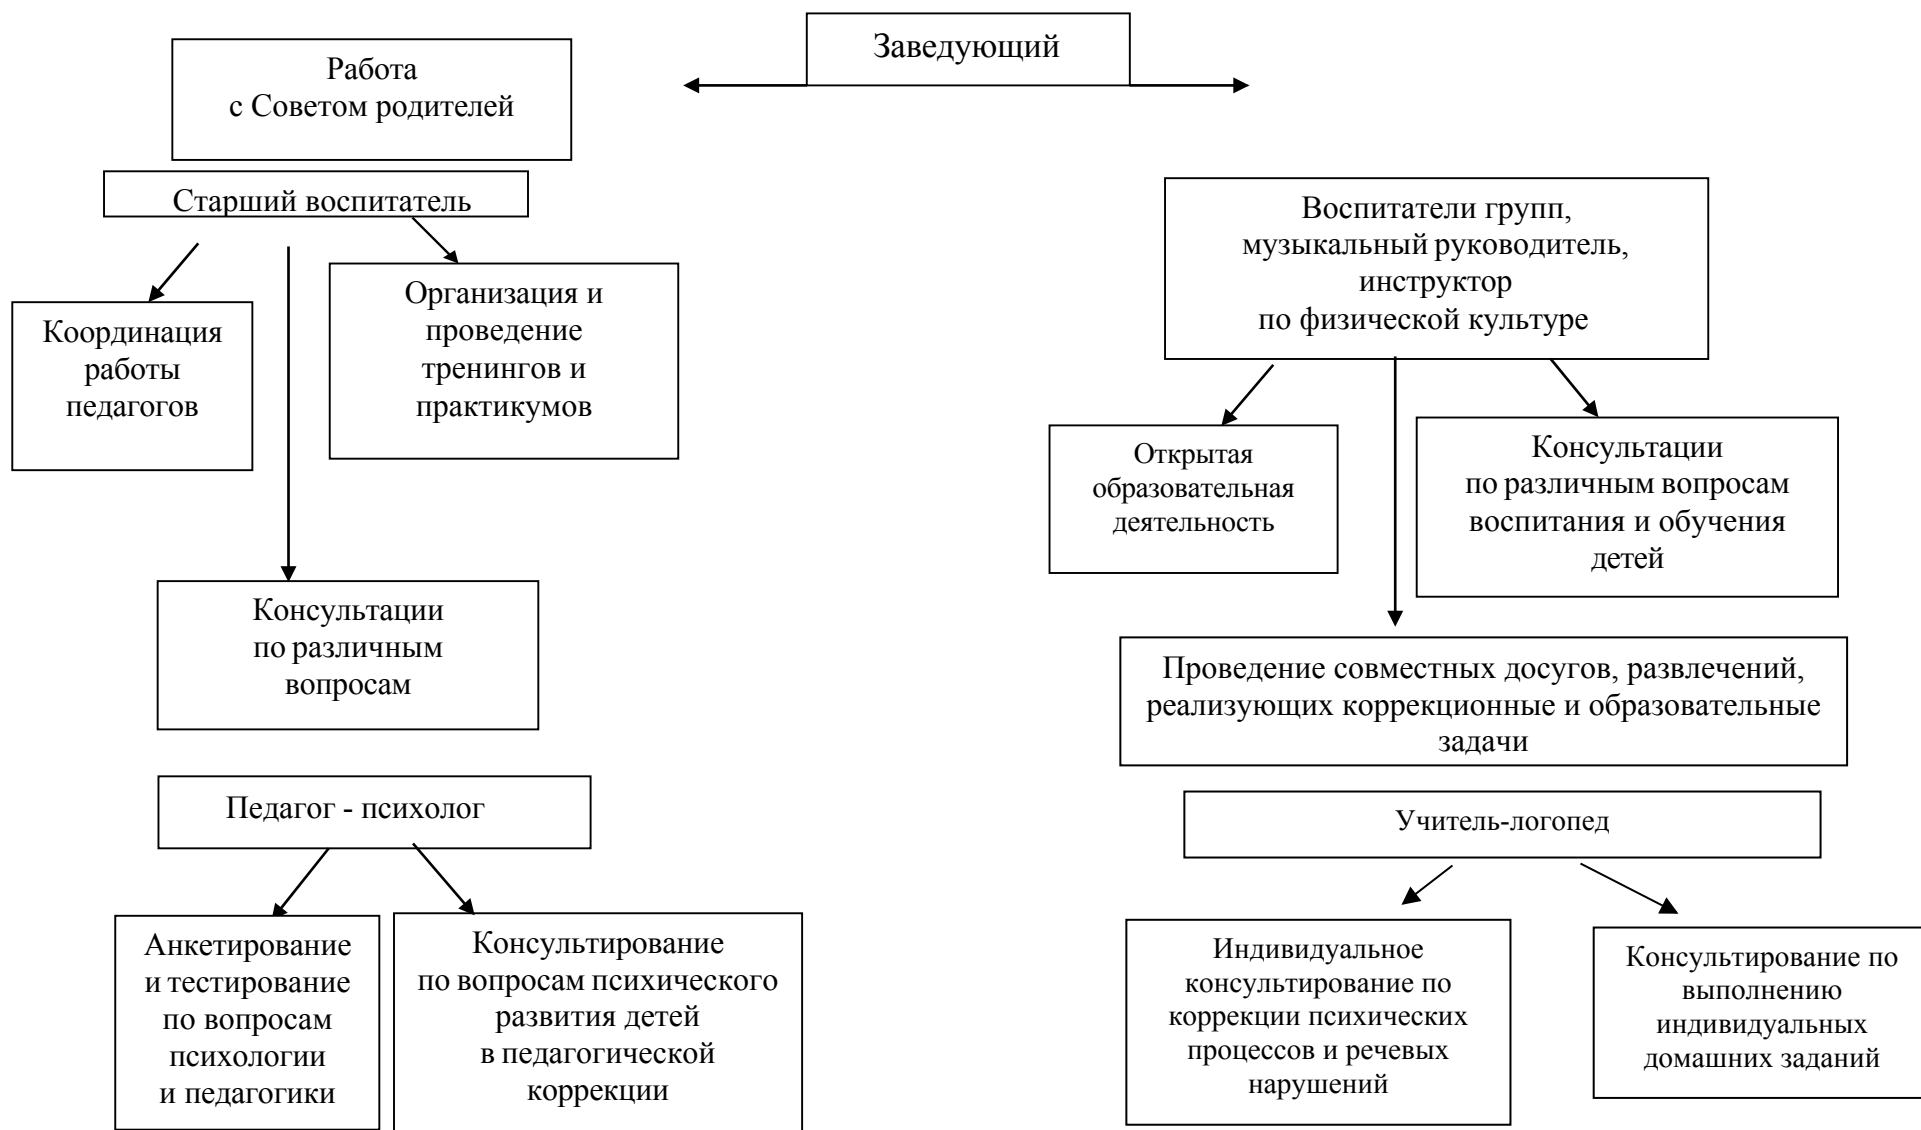 Заведующий
Работа
с Советом родителей
Старший воспитатель
Координация
работы
педагогов
Организация и
проведение
тренингов и
практикумов
Консультации
по различным
вопросам
Воспитатели групп,
музыкальный руководитель,
инструктор
по физической культуре
Открытая
образовательная
деятельность
Консультации
по различным вопросам
воспитания и обучения
детей
Проведение совместных досугов, развлечений,
реализующих коррекционные и образовательные
задачи
Педагог - психолог
Анкетирование
и тестирование
по вопросам
психологии
и педагогики
Консультирование
по вопросам психического
развития детей
в педагогической
коррекции
Учитель-логопед
Индивидуальное
консультирование по
коррекции психических
процессов и речевых
нарушений
Консультирование по
выполнению
индивидуальных
домашних заданий